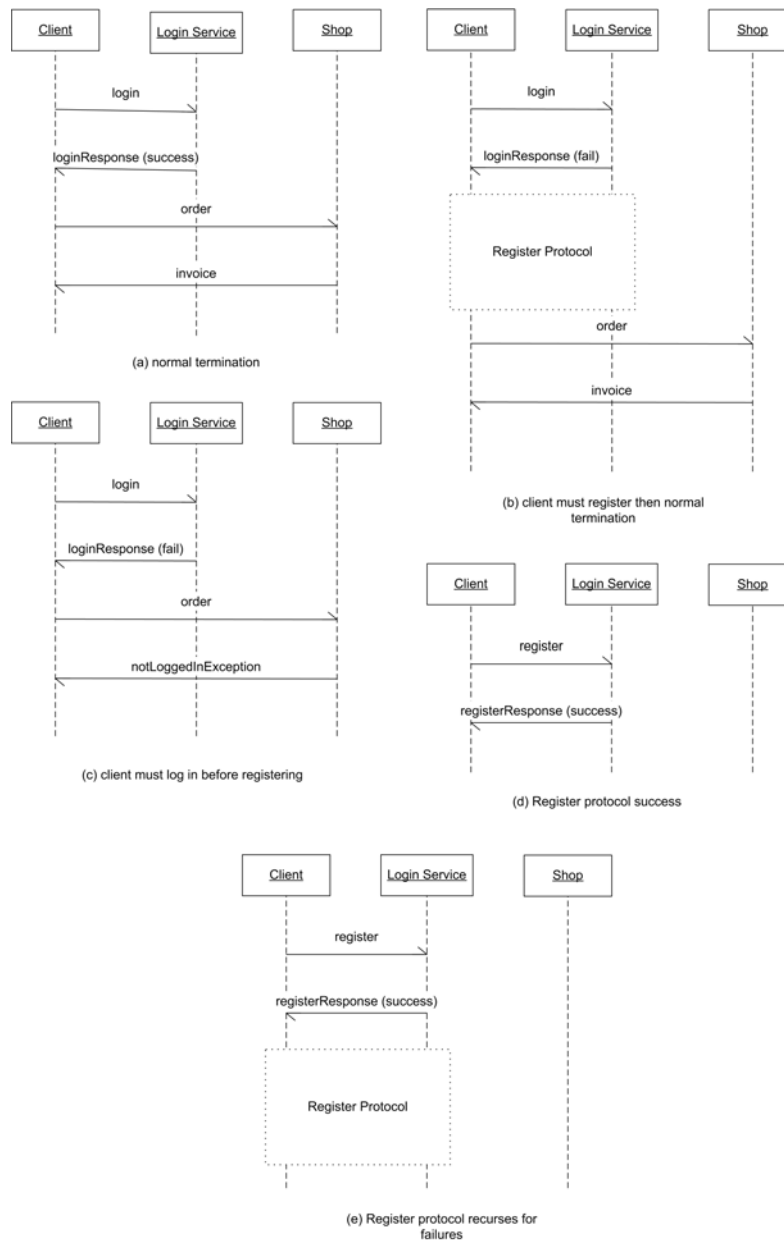 Client
Login Service
Shop
login
loginResponse (success)
order
invoice
(a) normal termination
Client
Login Service
Shop
login
loginResponse (fail)
Register Protocol
order
invoice
(b) client must register then normal
termination
Client
Login Service
Shop
login
loginResponse (fail)
order
notLoggedInException
(c) client must log in before registering
Client
Login Service
Shop
register
registerResponse (success)
(d) Register protocol success
Client
Login Service
Shop
register
registerResponse (success)
Register Protocol
(e) Register protocol recurses for
failures